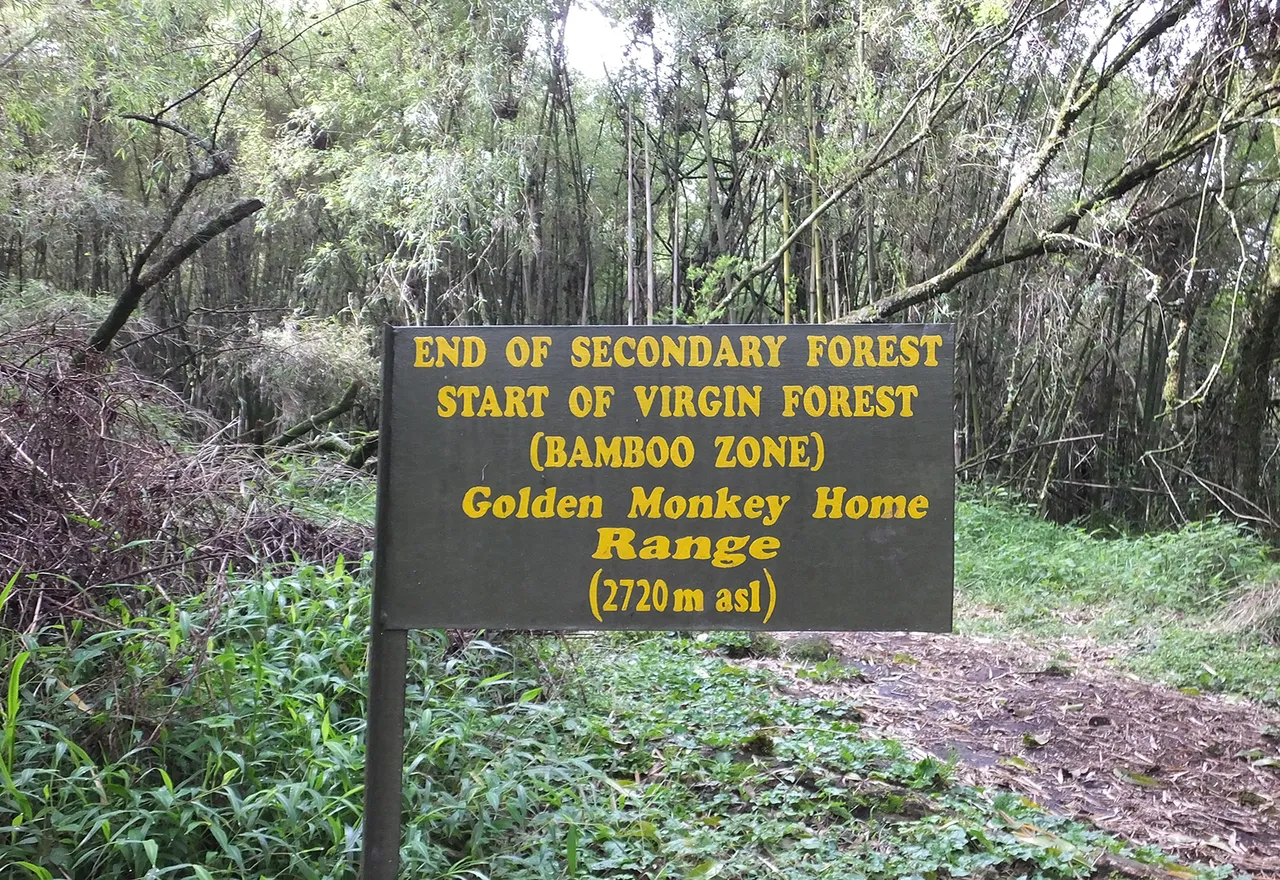 END OF SECONDARY FOREST
START OF VIRGIN FOREST
(BAMBOO ZONE)
Golden Monkey Home
Range
(2720m asl)